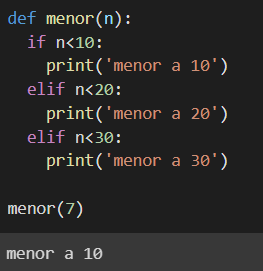 def menor(n):
  if n<10:
    print('menor a 10')
  elif n<20:
    print('menor a 20')
  elif n<30:
    print('menor a 30')

menor(7)
menor a 10